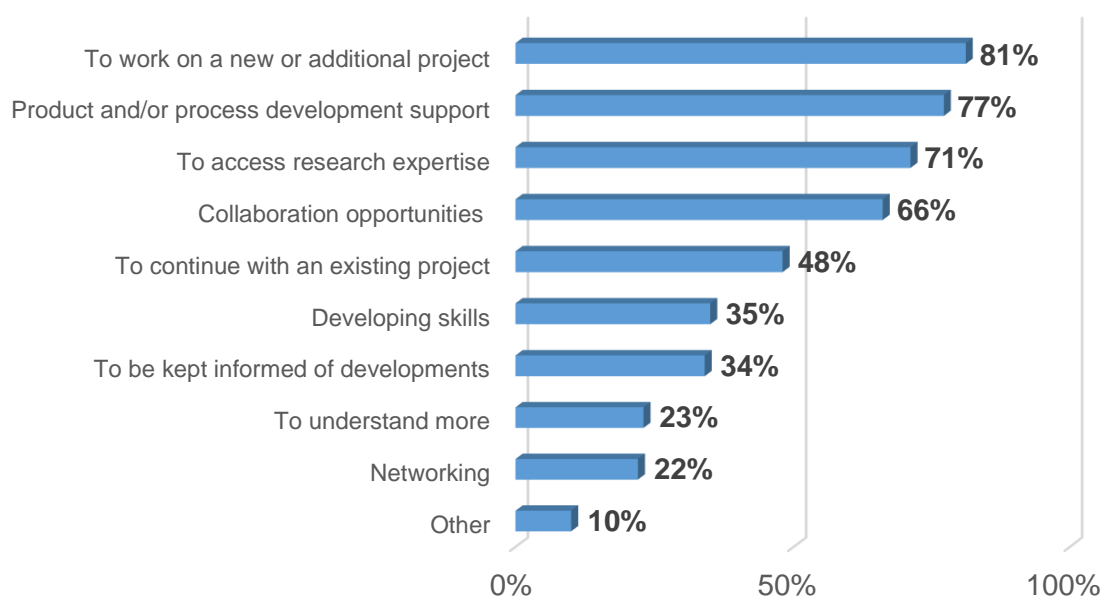 To work on a new or additional project 81%
Product and/or process development support 77%
To access research expertise 71%
Collaboration opportunities 66%
To continue with an existing project 48%
Developing skills 35%
To be kept informed of developments 34%
To understand more 23%
Networking 22%
Other 10%
0% 50% 100%